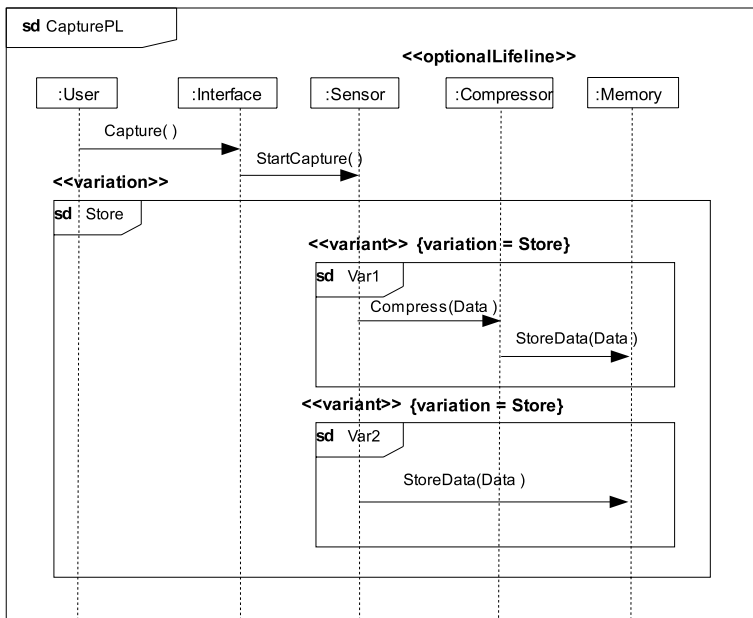 sd CapturePL
<<optionalLifeline>>
:User :Interface :Sensor :Compressor :Memory
Capture( )
StartCapture( )
<<variation>>
sd Store
<<variant>> {variation = Store}
sd Var1
Compress(Data )
StoreData(Data )
<<variant>> {variation = Store}
sd Var2
StoreData(Data )